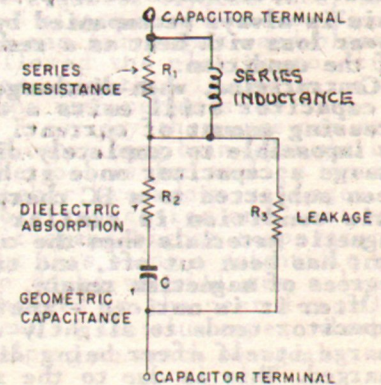 CAPACITOR TERMINAL
SERIES
RESISTANCE
R1
SERIES
INDUCTANCE
DIELECTRIC
ABSORPTION
R2
R3
LEAKAGE
GEOMETRIC
CAPACITANCE
C
CAPACITOR TERMINAL